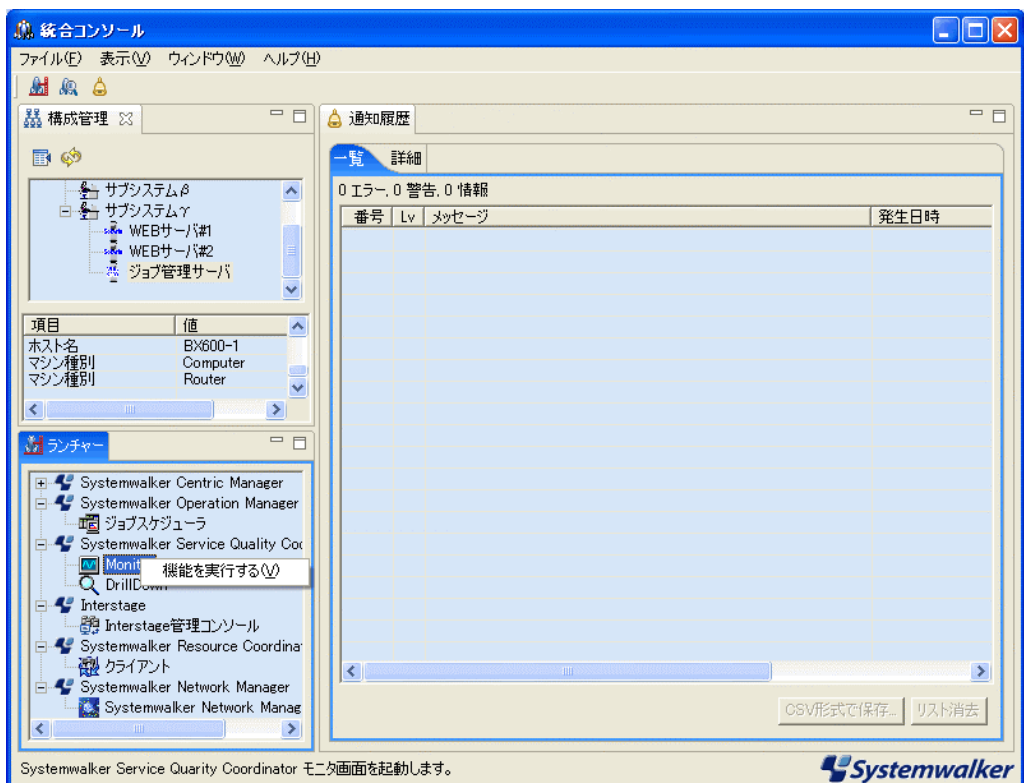 統合コンソール
ファイル(F) 表示(V) ウィンドウ(W) ヘルプ(H)
構成管理
サブシステムβ
サブシステムγ
WEBサーバ#1
WEBサーバ#2
ジョブ管理サーバ
項目 値
ホスト名 BX600-1
マシン種別 Computer
マシン種別 Router
ランチャー
Systemwalker Centric Manager
Systemwalker Operation Manager
ジョブスケジューラ
Systemwalker Service Quality Coo
Monit
機能を実行する(V)
DrillDown
Interstage
Interstage管理コンソール
Systemwalker Resource Coordina
クライアント
Systemwalker Network Manager
Systemwalker Network Manag
通知履歴
一覧 詳細
0 エラー, 0 警告, 0 情報
番号 Lv メッセージ 発生日時
CSV形式で保存... リスト消去
Systemwalker Service Quarity Coordinator モニタ画面を起動します。
Systemwalker